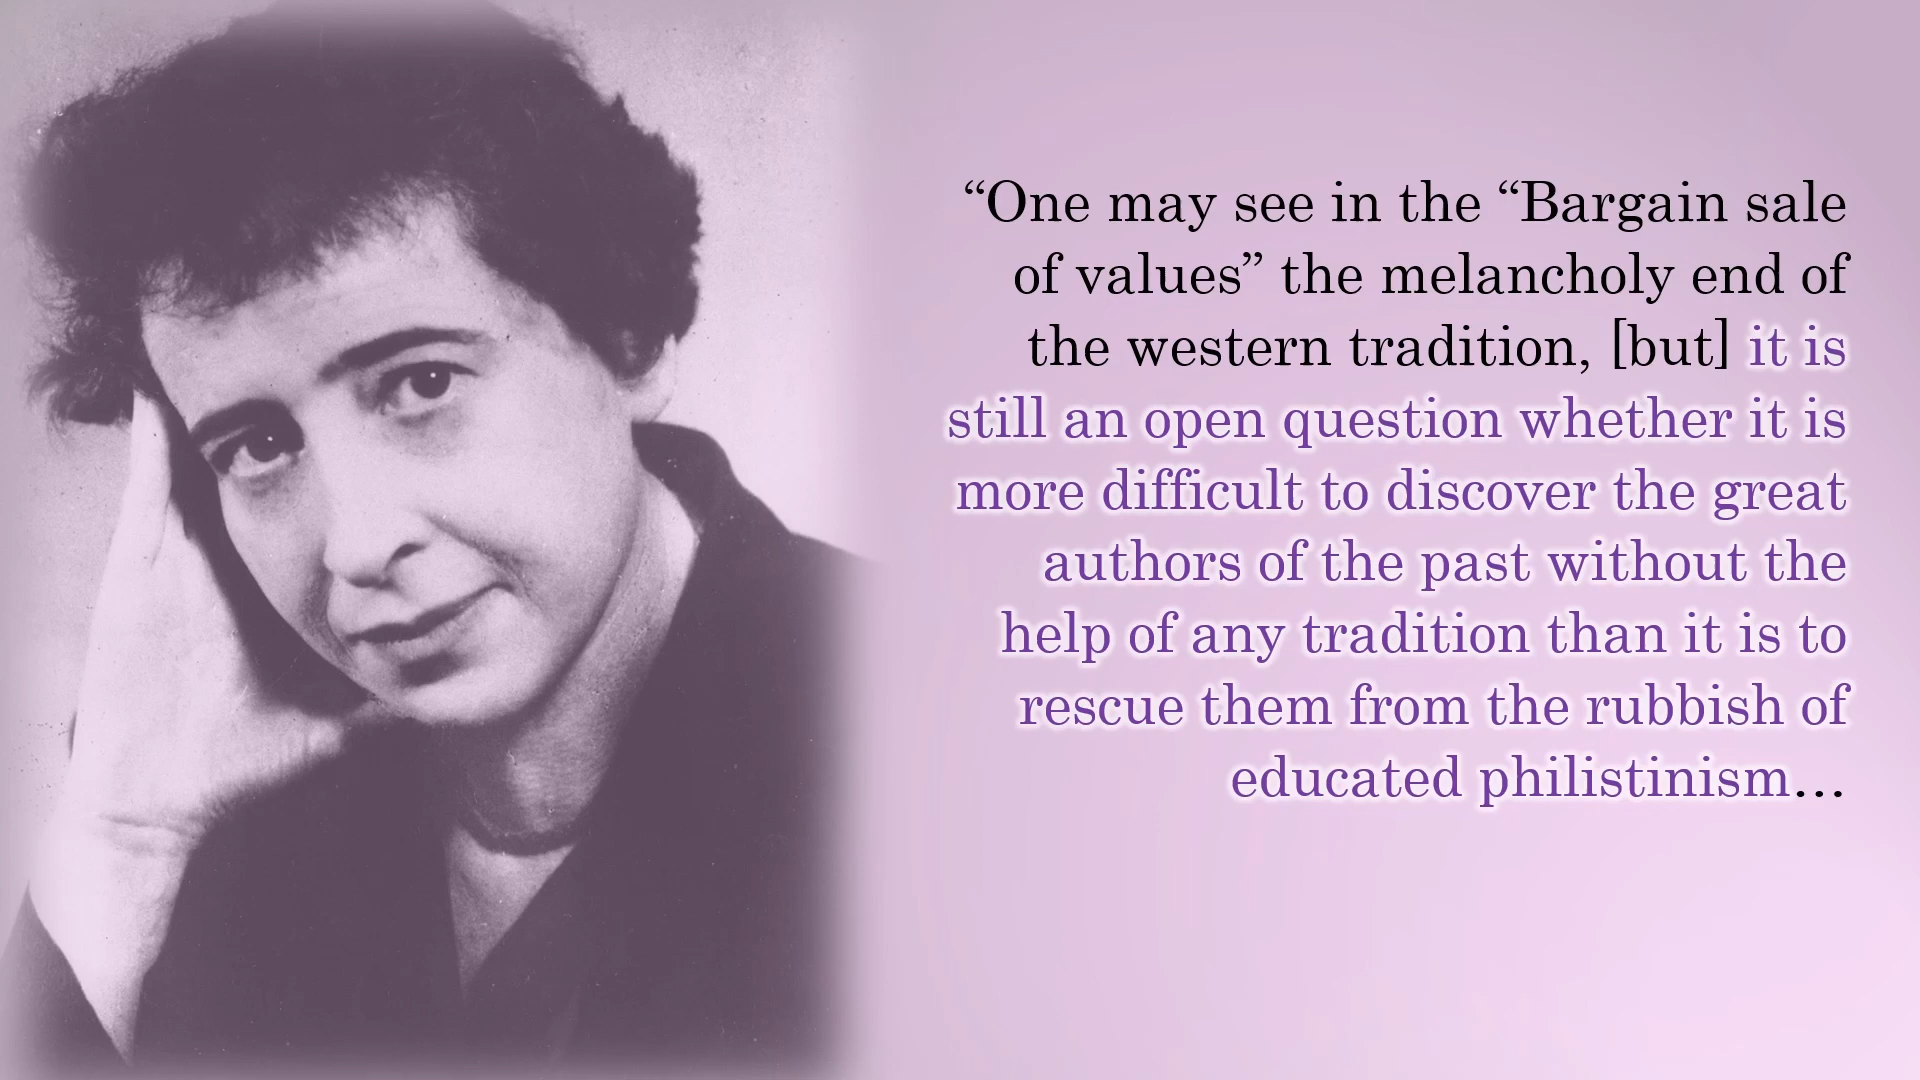 “One may see in the “Bargain sale
of values” the melancholy end of
the western tradition, [but] it is
still an open question whether it is
more difficult to discover the great
authors of the past without the
help of any tradition than it is to
rescue them from the rubbish of
educated philistinism…